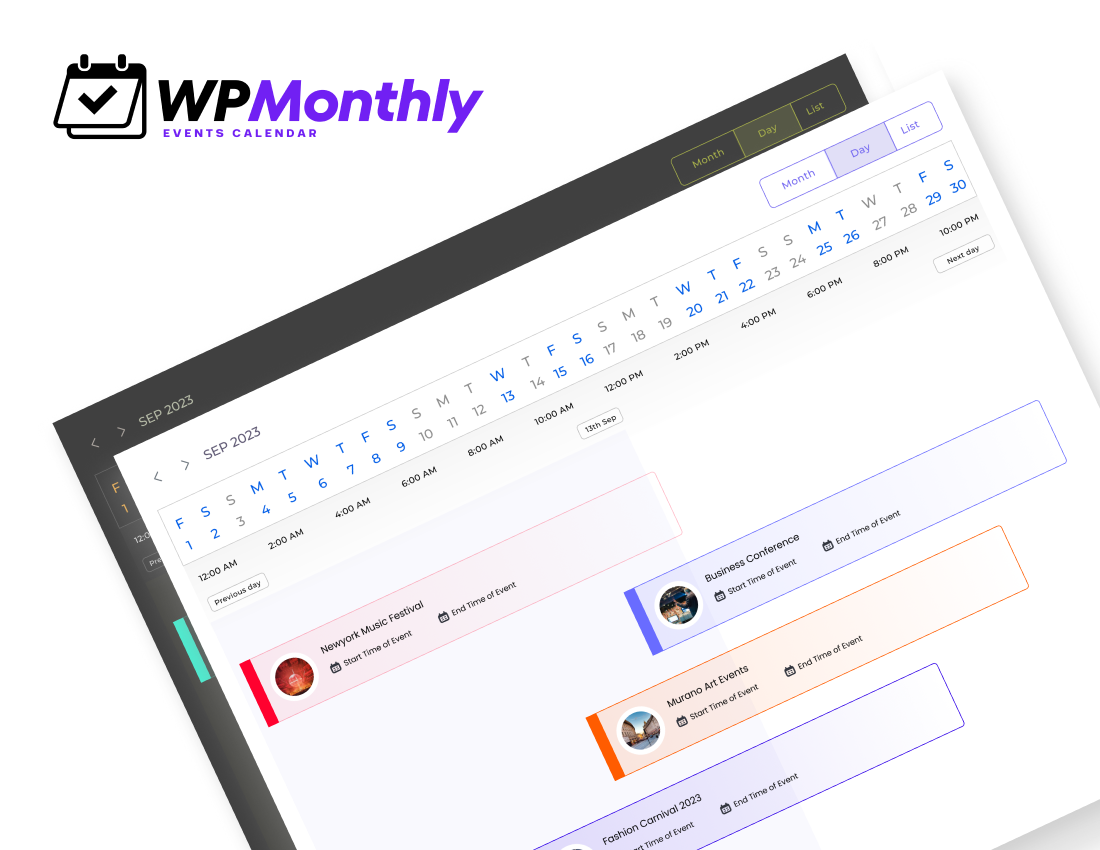 WPMonthly
EVENTS CALENDAR
Month Day List
SEP 2023
F
1
Month Day List
SEP 2023
F S S M T W T F S S M T W T F S S M T W T F S S M T W T F S
1 2 3 4 5 6 7 8 9 10 11 12 13 14 15 16 17 18 19 20 21 22 23 24 25 26 27 28 29 30
12:00 AM 2:00 AM 4:00 AM 6:00 AM 8:00 AM 10:00 AM 12:00 PM 2:00 PM 4:00 PM 6:00 PM 8:00 PM 10:00 PM
Previous day 13th Sep Next day
Newyork Music Festival
Start Time of Event End Time of Event
Business Conference
Start Time of Event End Time of Event
Murano Art Events
Start Time of Event End Time of Event
Fashion Carnival 2023
Time of Event End Time of Event